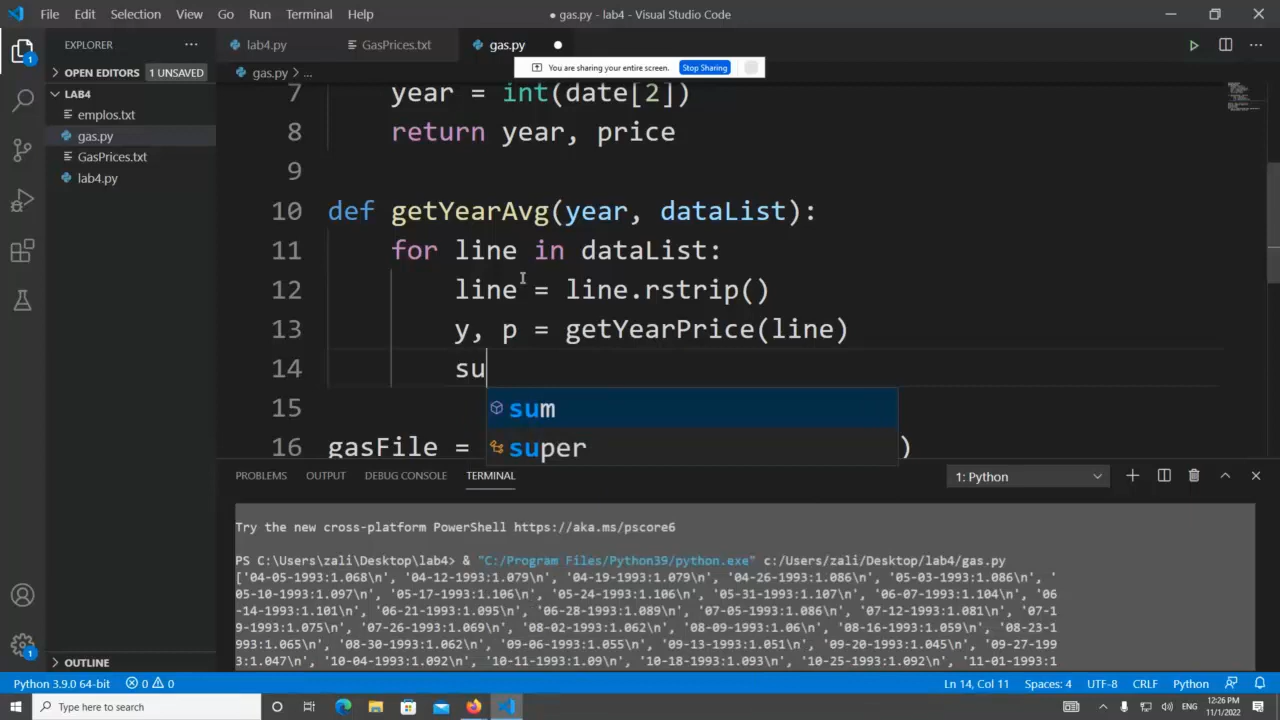 File Edit Selection View Go Run Terminal Help
● gas.py - lab4 - Visual Studio Code
EXPLORER
lab4.py GasPrices.txt gas.py
You are sharing your entire screen. Stop Sharing
OPEN EDITORS 1 UNSAVED
gas.py > ...
LAB4
emplos.txt
gas.py
GasPrices.txt
lab4.py
7 year = int(date[2])
8 return year, price
9
10 def getYearAvg(year, dataList):
11 for line in dataList:
12 line = line.rstrip()
13 y, p = getYearPrice(line)
14 su
15
sum
super
16 gasFile = )
PROBLEMS OUTPUT DEBUG CONSOLE TERMINAL 1: Python
Try the new cross-platform PowerShell https://aka.ms/pscore6
PS C:\Users\zali\Desktop\lab4> & "C:/Program Files/Python39/python.exe" c:/Users/zali/Desktop/lab4/gas.py
['04-05-1993:1.068\n', '04-12-1993:1.079\n', '04-19-1993:1.079\n', '04-26-1993:1.086\n', '05-03-1993:1.086\n', '
05-10-1993:1.097\n', '05-17-1993:1.106\n', '05-24-1993:1.106\n', '05-31-1993:1.107\n', '06-07-1993:1.104\n', '06
-14-1993:1.101\n', '06-21-1993:1.095\n', '06-28-1993:1.089\n', '07-05-1993:1.086\n', '07-12-1993:1.081\n', '07-1
9-1993:1.075\n', '07-26-1993:1.069\n', '08-02-1993:1.062\n', '08-09-1993:1.06\n', '08-16-1993:1.059\n', '08-23-1
993:1.065\n', '08-30-1993:1.062\n', '09-06-1993:1.055\n', '09-13-1993:1.051\n', '09-20-1993:1.045\n', '09-27-199
3:1.047\n', '10-04-1993:1.092\n', '10-11-1993:1.09\n', '10-18-1993:1.093\n', '10-25-1993:1.092\n', '11-01-1993:1
OUTLINE
Python 3.9.0 64-bit 0 0 Ln 14, Col 11 Spaces: 4 UTF-8 CRLF Python
Type here to search
ENG
12:26 PM
11/1/2022